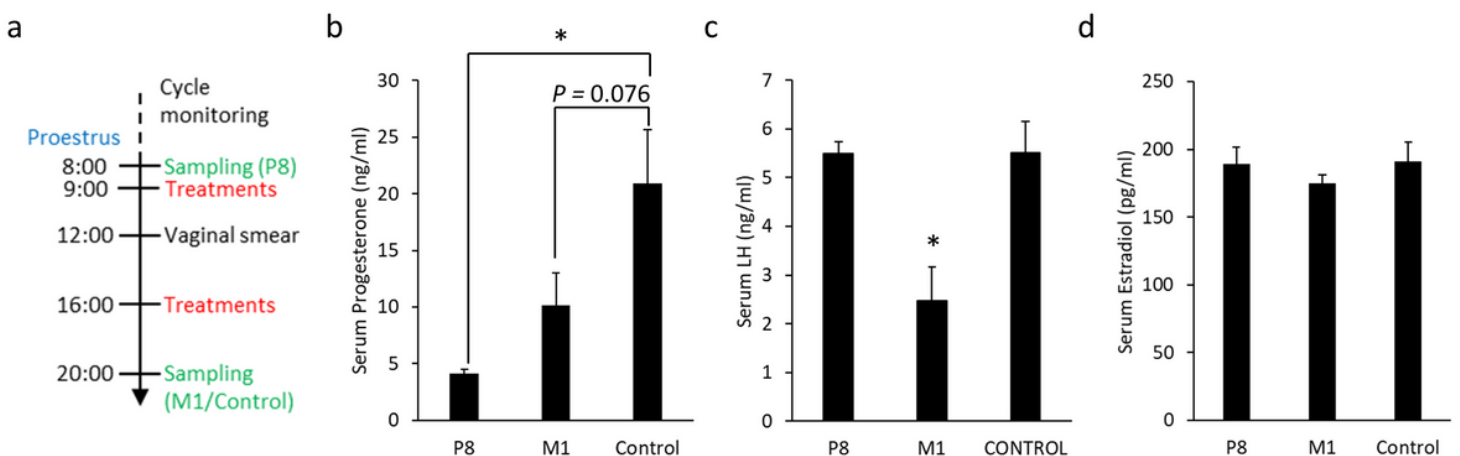 a
Cycle
monitoring
Proestrus
8:00 Sampling (P8)
9:00 Treatments
12:00 Vaginal smear
16:00 Treatments
20:00 Sampling
(M1/Control)
b
*
P = 0.076
Serum Progesterone (ng/ml)
30
25
20
15
10
5
0
P8 M1 Control
c
Serum LH (ng/ml)
7
6
5
4
3
2
1
0
*
P8 M1 CONTROL
d
Serum Estradiol (pg/ml)
250
200
150
100
50
0
P8 M1 Control